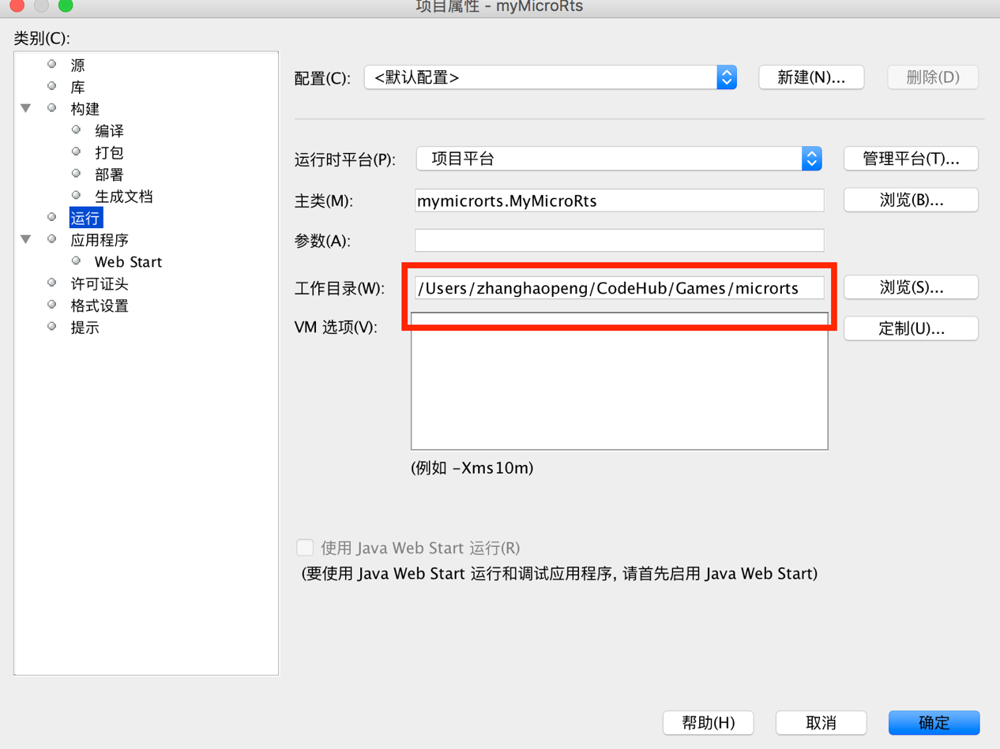 项目属性 - myMicroRts
类别(C):
源
库
构建
编译
打包
部署
生成文档
运行
应用程序
Web Start
许可证头
格式设置
提示
配置(C):
<默认配置>
新建(N)...
删除(D)
运行时平台(P):
项目平台
管理平台(T)...
主类(M):
mymicrorts.MyMicroRts
浏览(B)...
参数(A):
工作目录(W):
/Users/zhanghaopeng/CodeHub/Games/microrts
浏览(S)...
VM 选项(V):
定制(U)...
(例如 -Xms10m)
使用 Java Web Start 运行(R)
(要使用 Java Web Start 运行和调试应用程序, 请首先启用 Java Web Start)
帮助(H)
取消
确定